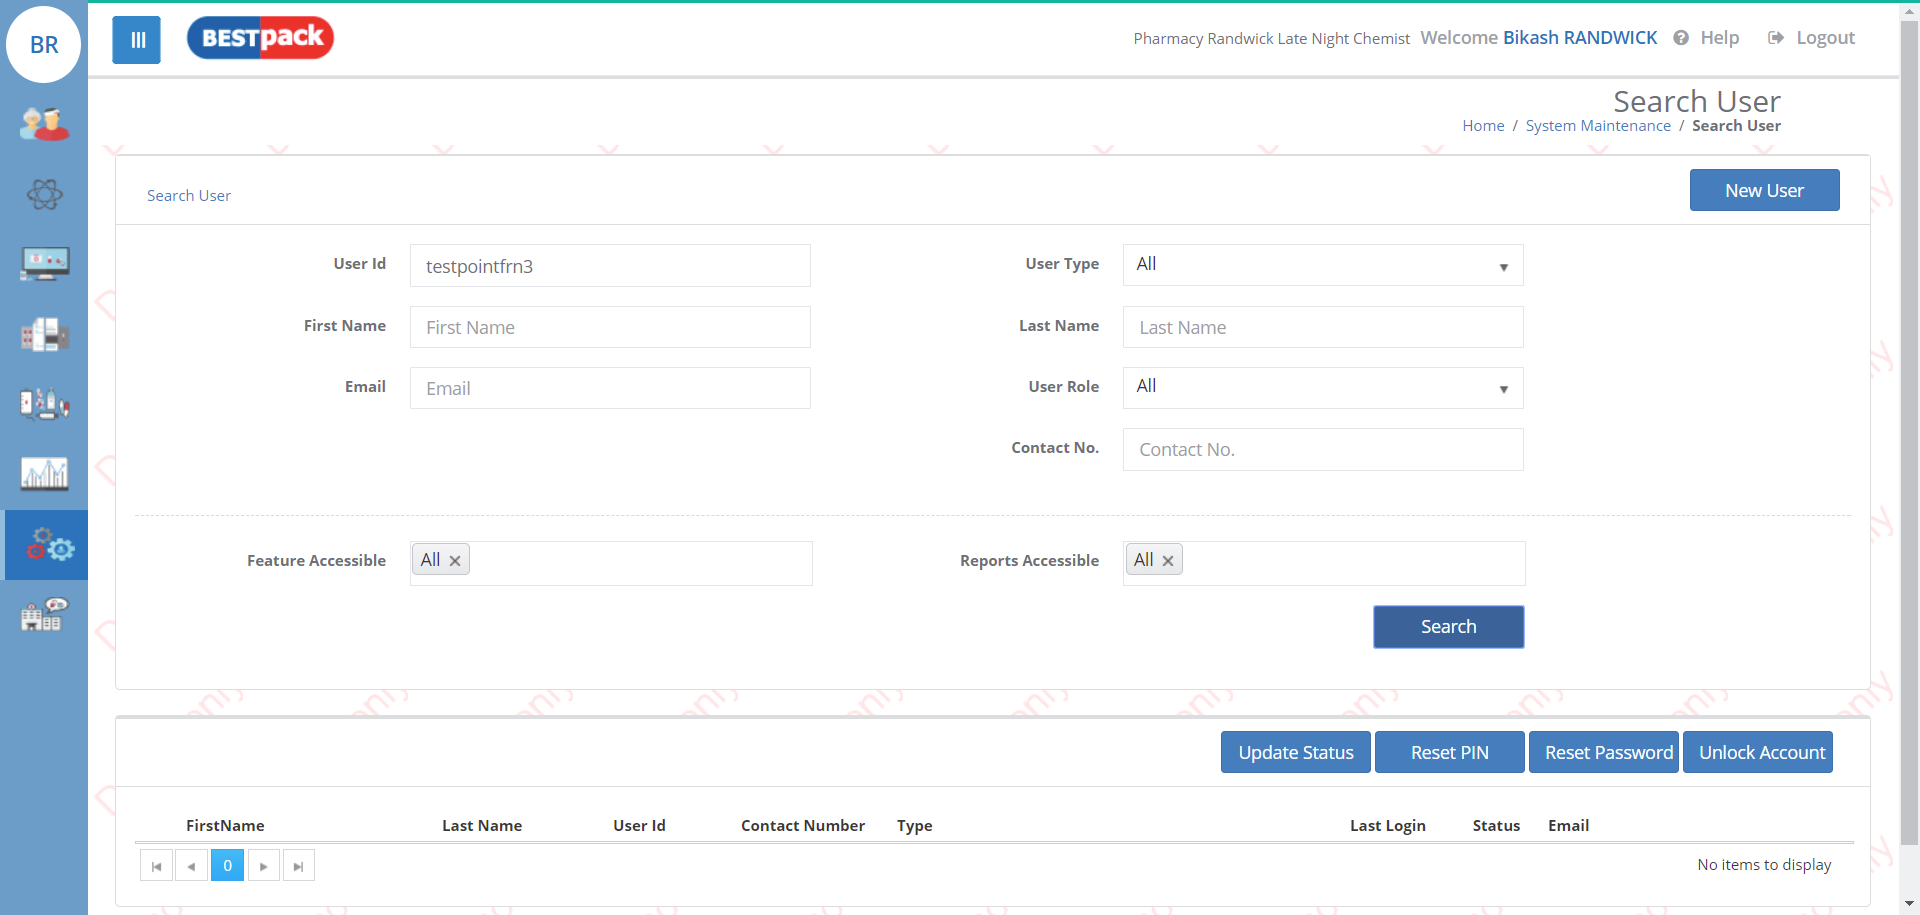 BR
BESTpack
Pharmacy Randwick Late Night Chemist Welcome Bikash RANDWICK Help Logout
Search User
Home / System Maintenance / Search User
Search User
New User
User Id testpointfrn3 User Type All
First Name First Name Last Name Last Name
Email Email User Role All
Contact No. Contact No.
Feature Accessible All Reports Accessible All
Search
Update Status Reset PIN Reset Password Unlock Account
FirstName Last Name User Id Contact Number Type Last Login Status Email
0 No items to display